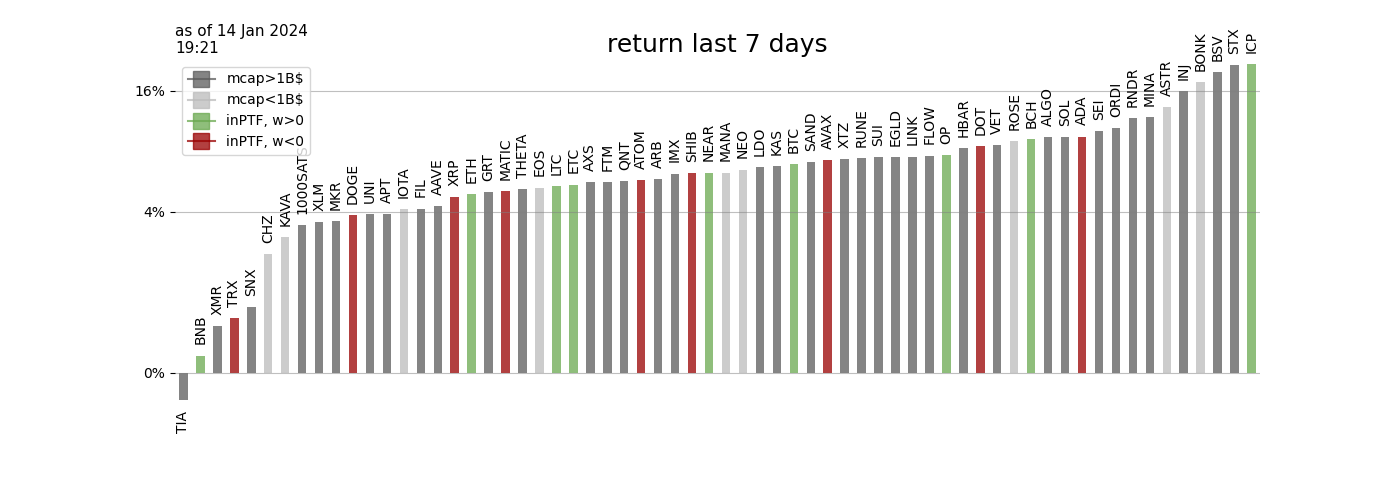 as of 14 Jan 2024
19:21
return last 7 days
mcap>1B$
mcap<1B$
inPTF, w>0
inPTF, w<0
16%
4%
0%
TIA
BNB
XMR
TRX
SNX
CHZ
KAVA
1000SATS
XLM
MKR
DOGE
UNI
APT
IOTA
FIL
AAVE
XRP
ETH
GRT
MATIC
THETA
EOS
LTC
ETC
AXS
FTM
QNT
ATOM
ARB
IMX
SHIB
NEAR
MANA
NEO
LDO
KAS
BTC
SAND
AVAX
XTZ
RUNE
SUI
EGLD
LINK
FLOW
OP
HBAR
DOT
VET
ROSE
BCH
ALGO
SOL
ADA
SEI
ORDI
RNDR
MINA
ASTR
INJ
BONK
BSV
STX
ICP